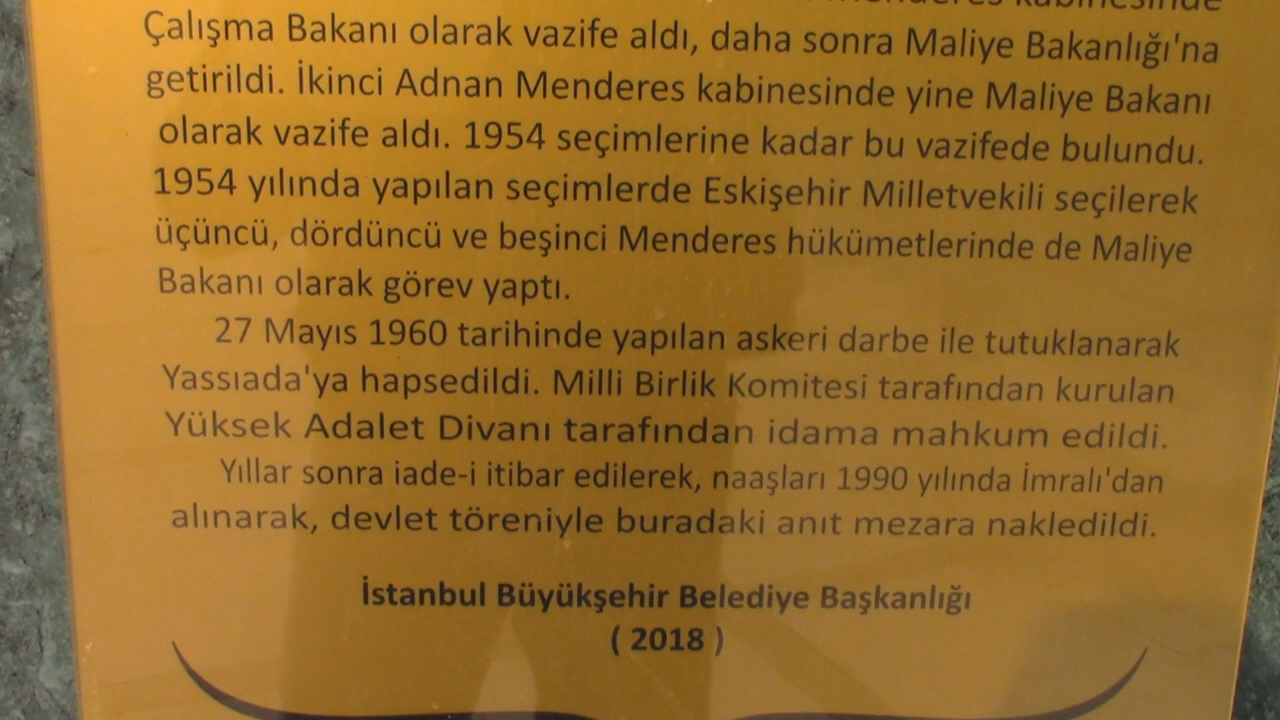 Menderes kabinesinde
Çalışma Bakanı olarak vazife aldı, daha sonra Maliye Bakanlığı'na
getirildi. İkinci Adnan Menderes kabinesinde yine Maliye Bakanı
olarak vazife aldı. 1954 seçimlerine kadar bu vazifede bulundu.
1954 yılında yapılan seçimlerde Eskişehir Milletvekili seçilerek
üçüncü, dördüncü ve beşinci Menderes hükümetlerinde de Maliye
Bakanı olarak görev yaptı.
27 Mayıs 1960 tarihinde yapılan askeri darbe ile tutuklanarak
Yassıada'ya hapsedildi. Milli Birlik Komitesi tarafından kurulan
Yüksek Adalet Divanı tarafından idama mahkum edildi.
Yıllar sonra iade-i itibar edilerek, naaşları 1990 yılında İmralı'dan
alınarak, devlet töreniyle buradaki anıt mezara nakledildi.
İstanbul Büyükşehir Belediye Başkanlığı
( 2018 )